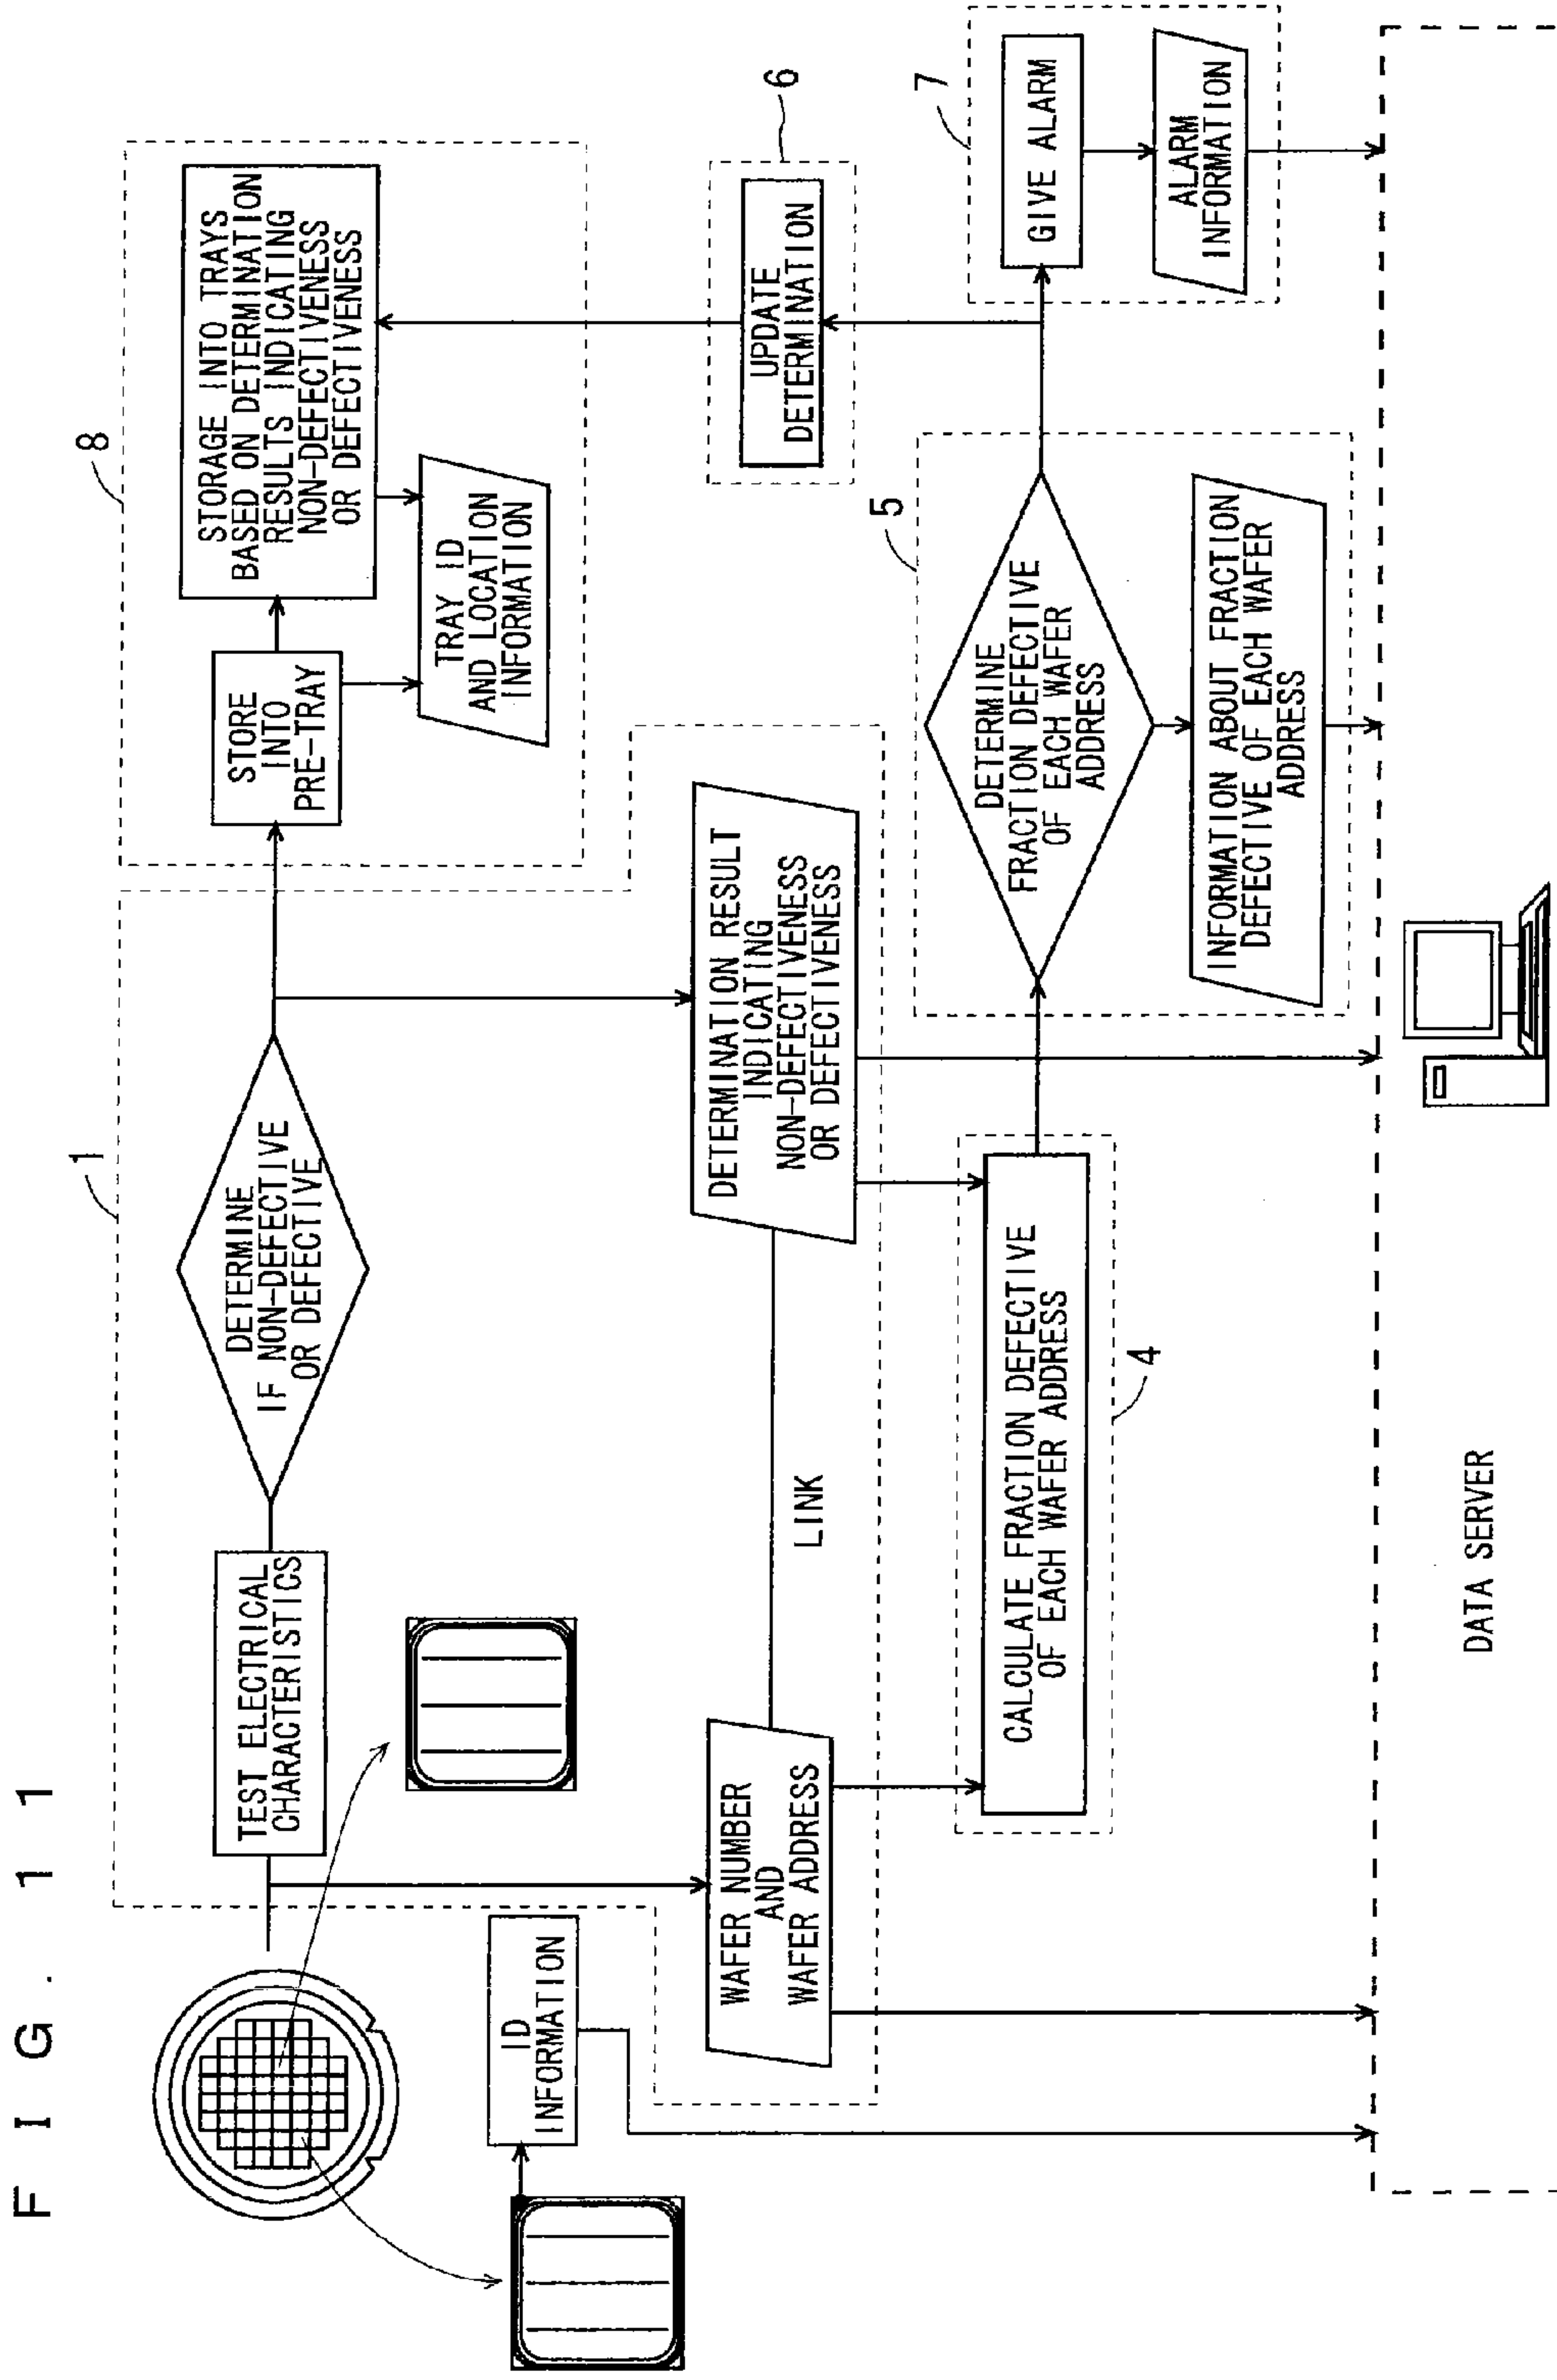 FIG. 11
1
TEST ELECTRICAL
CHARACTERISTICS
DETERMINE
IF NON-DEFECTIVE
OR DEFECTIVE
8
STORE
INTO
PRE-TRAY
STORAGE INTO TRAYS
BASED ON DETERMINATION
RESULTS INDICATING
NON-DEFECTIVENESS
OR DEFECTIVENESS
TRAY ID
AND LOCATION
INFORMATION
ID
INFORMATION
WAFER NUMBER
AND
WAFER ADDRESS
LINK
DETERMINATION RESULT
INDICATING
NON-DEFECTIVENESS
OR DEFECTIVENESS
6
UPDATE
DETERMINATION
CALCULATE FRACTION DEFECTIVE
OF EACH WAFER ADDRESS
4
5
DETERMINE
FRACTION DEFECTIVE
OF EACH WAFER
ADDRESS
INFORMATION ABOUT FRACTION
DEFECTIVE OF EACH WAFER
ADDRESS
7
GIVE ALARM
ALARM
INFORMATION
DATA SERVER